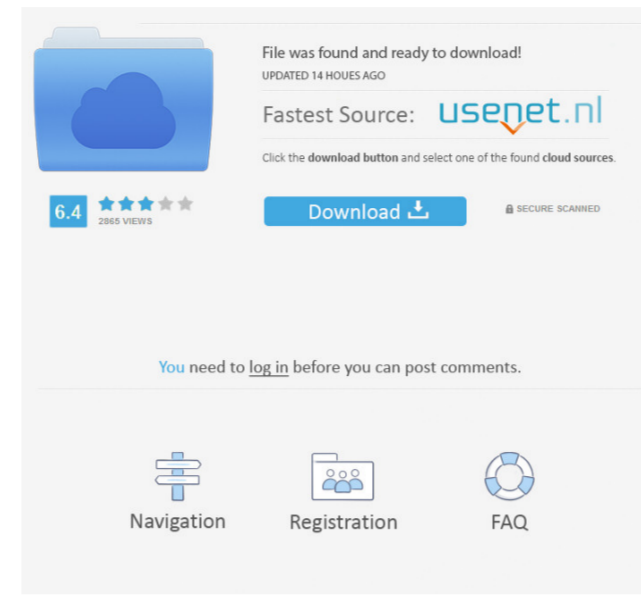 File was found and ready to download!
UPDATED 14 HOUES AGO
Fastest Source: usenet.nl
Click the download button and select one of the found cloud sources.
6.4
2865 VIEWS
Download
SECURE SCANNED
You need to log in before you can post comments.
Navigation Registration FAQ